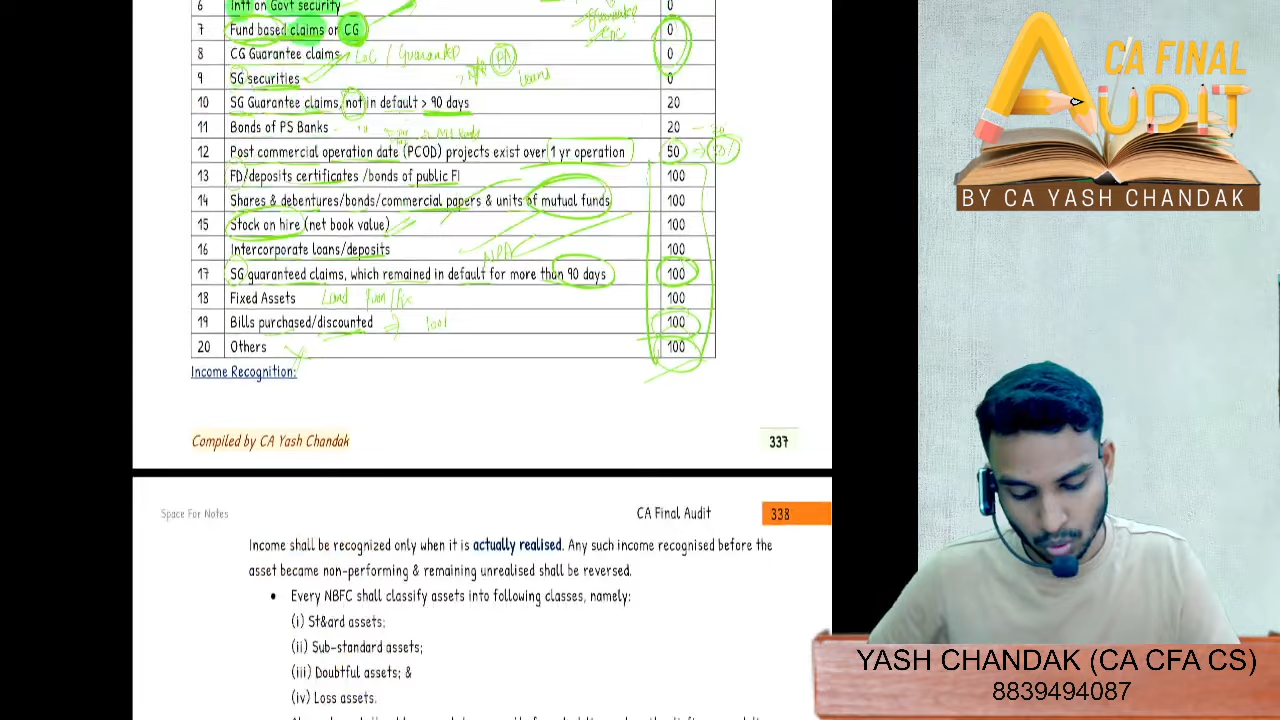 6 Intt on Govt security 0
7 Fund based claims on CG 0
8 CG Guarantee claims 0
9 SG securities 0
10 SG Guarantee claims, not in default > 90 days 20
11 Bonds of PS Banks 20
12 Post commercial operation date (PCOD) projects exist over 1 yr operation 50
13 FD/deposits certificates /bonds of public FI 100
14 Shares & debentures/bonds/commercial papers & units of mutual funds 100
15 Stock on hire (net book value) 100
16 Intercorporate loans/deposits 100
NPA
17 SG guaranteed claims, which remained in default for more than 90 days 100
18 Fixed Assets Land 100
19 Bills purchased/discounted 100
20 Others 100
Income Recognition:
Compiled by CA Yash Chandak
337
Space For Notes
CA Final Audit
338
Income shall be recognized only when it is actually realised. Any such income recognised before the
asset became non-performing & remaining unrealised shall be reversed.
• Every NBFC shall classify assets into following classes, namely:
(i) St&ard assets;
(ii) Sub-standard assets;
(iii) Doubtful assets; &
(iv) Loss assets.
CA FINAL
AUDIT
BY CA YASH CHANDAK
YASH CHANDAK (CA CFA CS)
8839494087